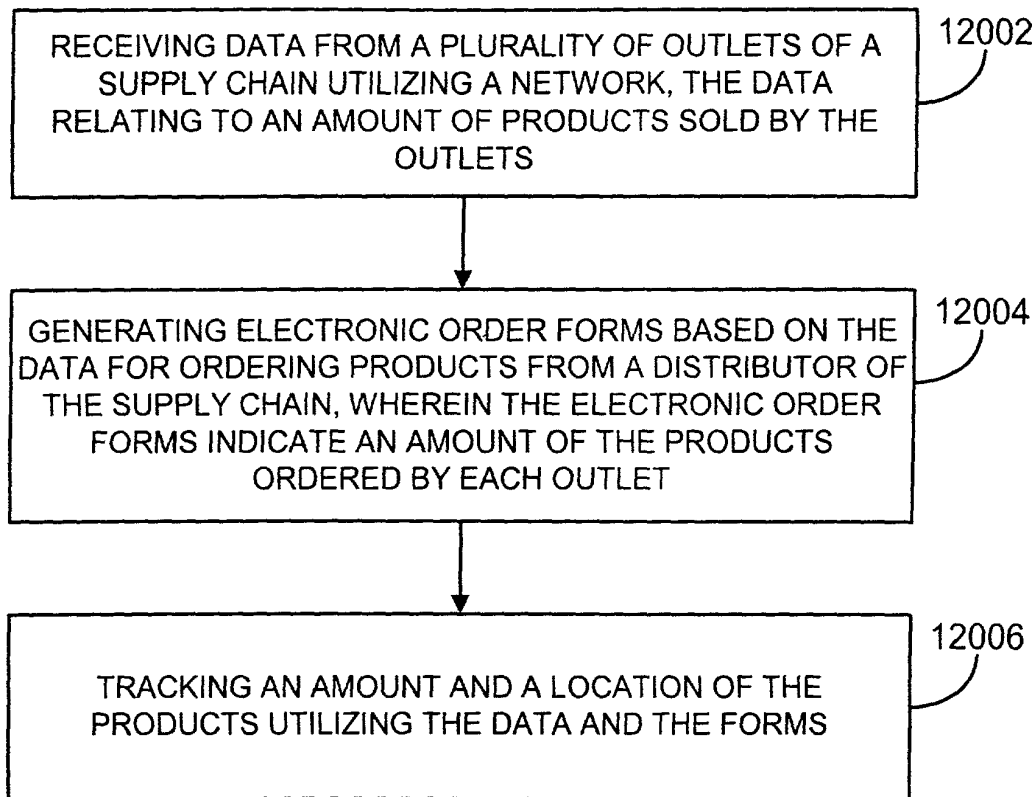 RECEIVING DATA FROM A PLURALITY OF OUTLETS OF A
SUPPLY CHAIN UTILIZING A NETWORK, THE DATA
RELATING TO AN AMOUNT OF PRODUCTS SOLD BY THE
OUTLETS
12002
GENERATING ELECTRONIC ORDER FORMS BASED ON THE
DATA FOR ORDERING PRODUCTS FROM A DISTRIBUTOR OF
THE SUPPLY CHAIN, WHEREIN THE ELECTRONIC ORDER
FORMS INDICATE AN AMOUNT OF THE PRODUCTS
ORDERED BY EACH OUTLET
12004
TRACKING AN AMOUNT AND A LOCATION OF THE
PRODUCTS UTILIZING THE DATA AND THE FORMS
12006